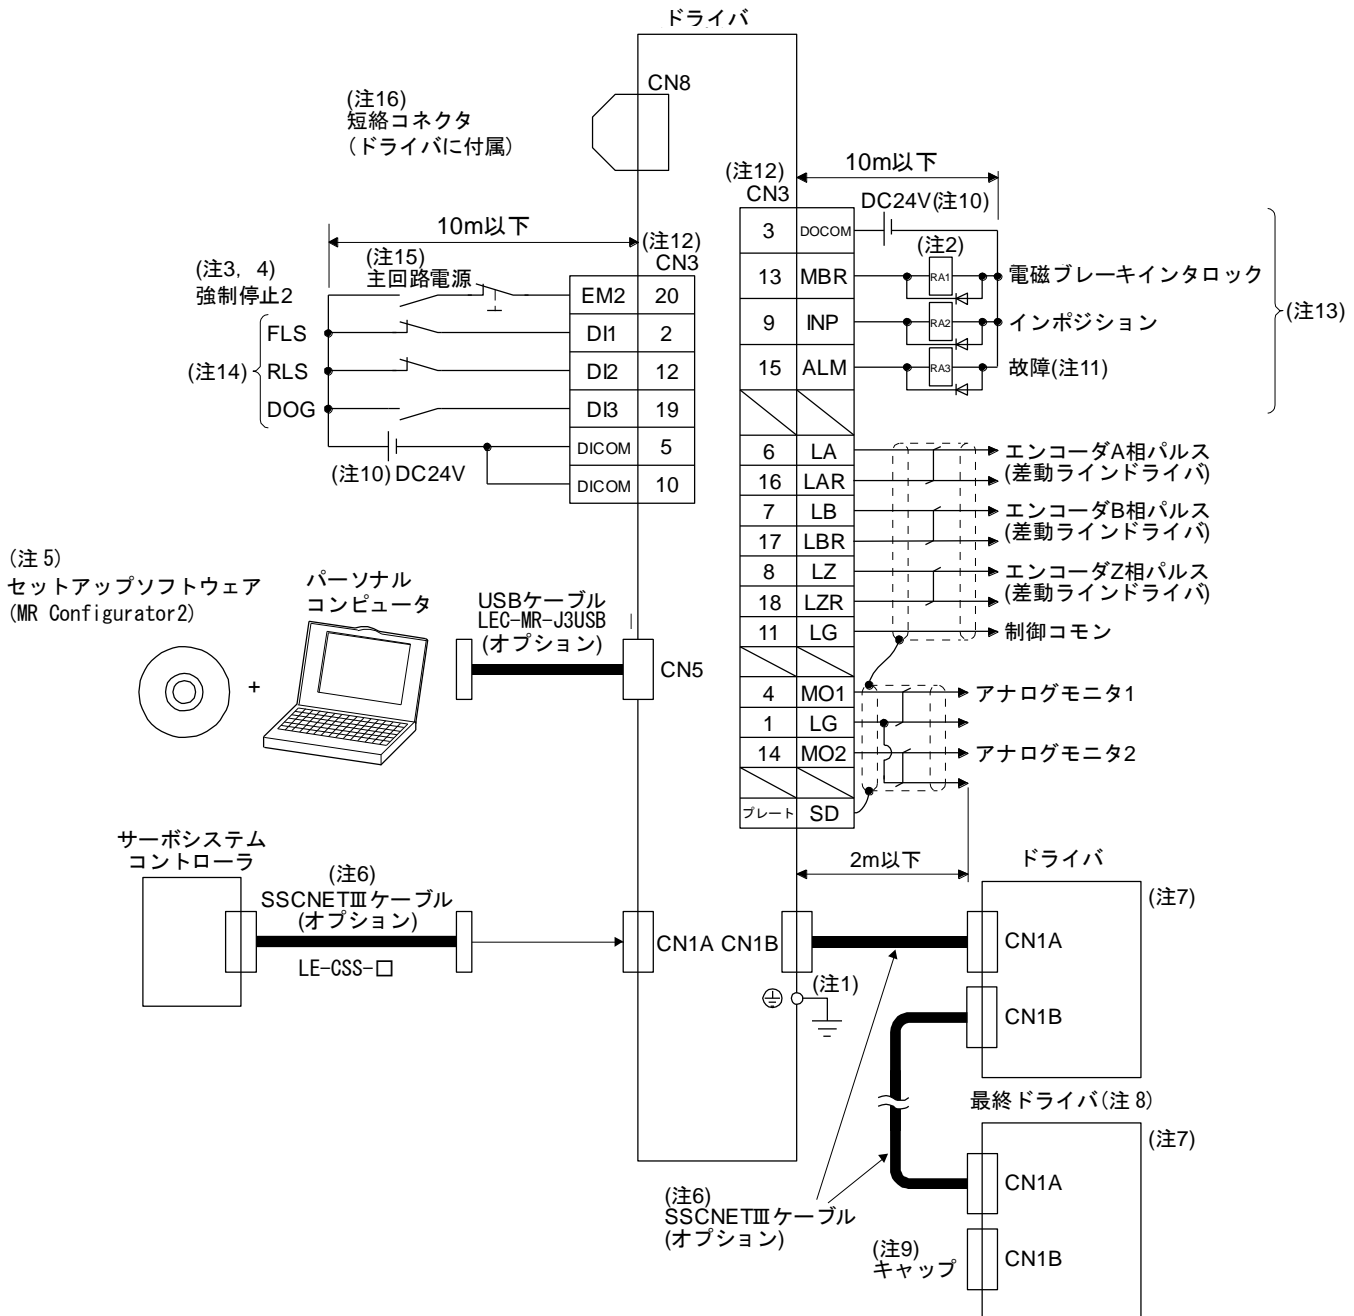 ドライバ
CN8
(注16)
短絡コネクタ
(ドライバに付属)
10m以下
(注12)
CN3
DC24V(注10)
3 DOCOM
(注2)
13 MBR RA1 電磁ブレーキインタロック
9 INP RA2 インポジション
15 ALM RA3 故障(注11)
(注13)
10m以下
(注12)
CN3
(注15)
主回路電源
(注3, 4)
強制停止2
EM2 20
FLS DI1 2
(注14) RLS DI2 12
DOG DI3 19
DICOM 5
(注10) DC24V
DICOM 10
6 LA エンコーダA相パルス
16 LAR (差動ラインドライバ)
7 LB エンコーダB相パルス
17 LBR (差動ラインドライバ)
8 LZ エンコーダZ相パルス
18 LZR (差動ラインドライバ)
11 LG 制御コモン
4 MO1 アナログモニタ1
1 LG
14 MO2 アナログモニタ2
プレート SD
2m以下
(注5)
セットアップソフトウェア
(MR Configurator2)
+
パーソナル
コンピュータ
USBケーブル
LEC-MR-J3USB
(オプション)
CN5
サーボシステム
コントローラ
(注6)
SSCNETⅢケーブル
(オプション)
LE-CSS-□
CN1A CN1B
(注1)
ドライバ
(注7)
CN1A
CN1B
最終ドライバ(注8)
(注7)
CN1A
(注6)
SSCNETⅢケーブル
(オプション)
(注9)
キャップ
CN1B